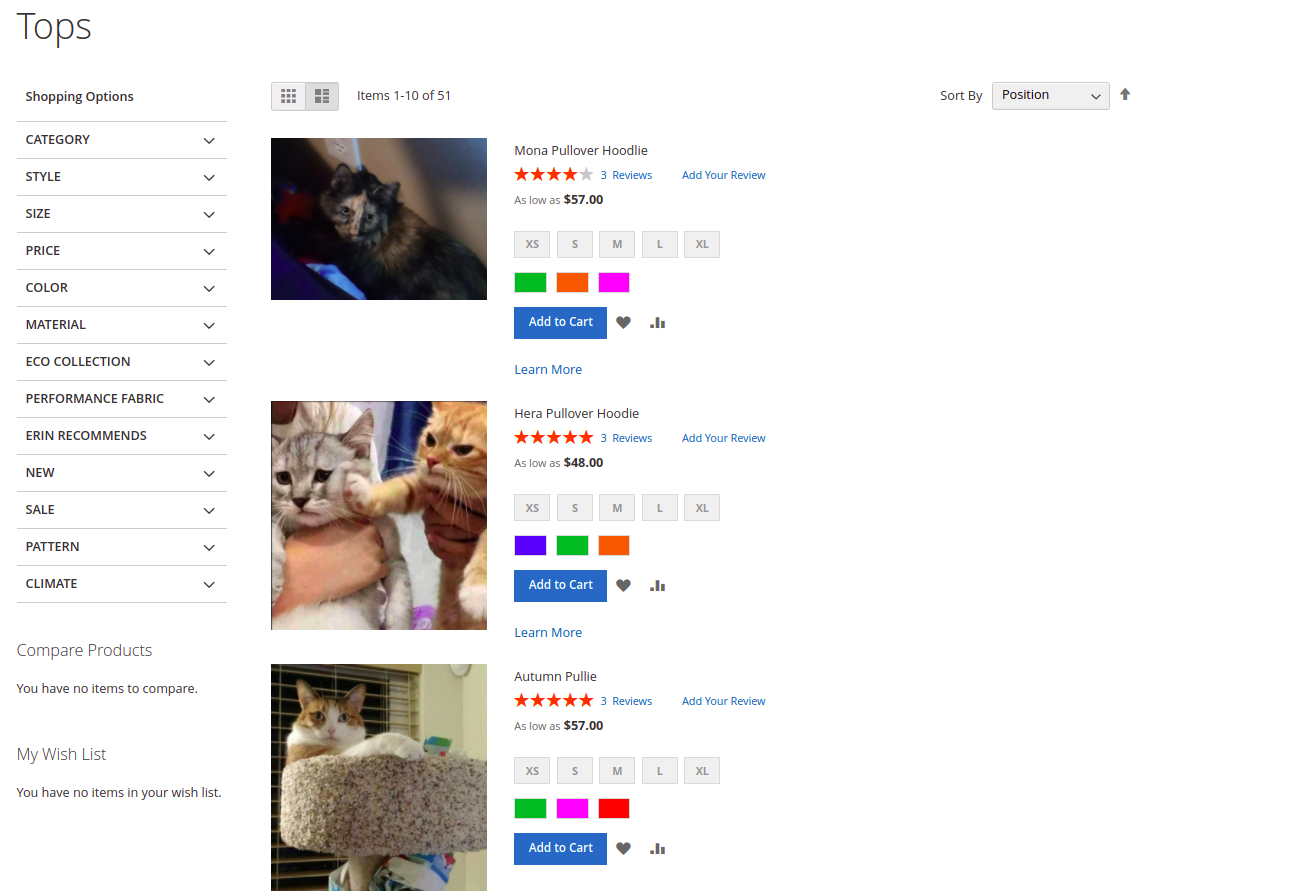 Tops
Shopping Options
CATEGORY
STYLE
SIZE
PRICE
COLOR
MATERIAL
ECO COLLECTION
PERFORMANCE FABRIC
ERIN RECOMMENDS
NEW
SALE
PATTERN
CLIMATE
Compare Products
You have no items to compare.
My Wish List
You have no items in your wish list.
Items 1-10 of 51
Sort By Position
Mona Pullover Hoodlie
3 Reviews Add Your Review
As low as $57.00
XS S M L XL
Add to Cart
Learn More
Hera Pullover Hoodie
3 Reviews Add Your Review
As low as $48.00
XS S M L XL
Add to Cart
Learn More
Autumn Pullie
3 Reviews Add Your Review
As low as $57.00
XS S M L XL
Add to Cart